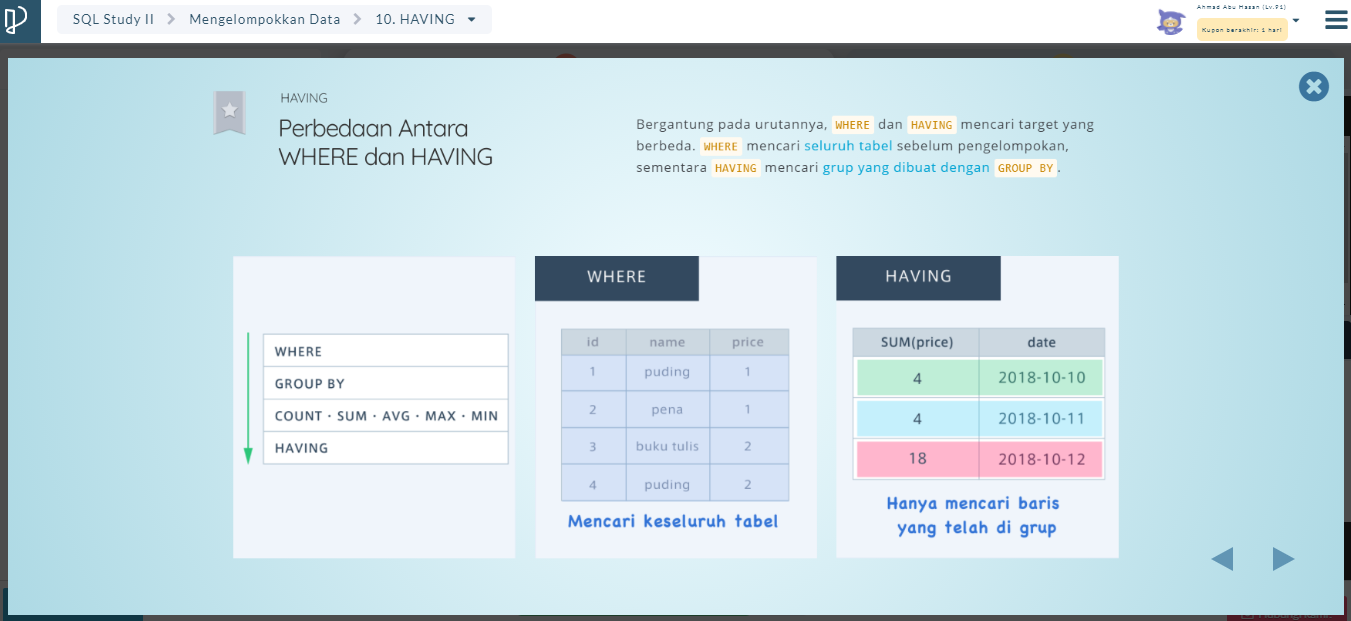 SQL Study II
Mengelompokkan Data
10. HAVING
Ahmad Abu Hasan (Lv.91)
Kupon berakhir: 1 hari
HAVING
Perbedaan Antara
WHERE dan HAVING
Bergantung pada urutannya, WHERE dan HAVING mencari target yang
berbeda. WHERE mencari seluruh tabel sebelum pengelompokan,
sementara HAVING mencari grup yang dibuat dengan GROUP BY.
WHERE
GROUP BY
COUNT · SUM · AVG · MAX · MIN
HAVING
WHERE
id name price
1 puding 1
2 pena 1
3 buku tulis 2
4 puding 2
Mencari keseluruh tabel
HAVING
SUM(price) date
4 2018-10-10
4 2018-10-11
18 2018-10-12
Hanya mencari baris
yang telah di grup